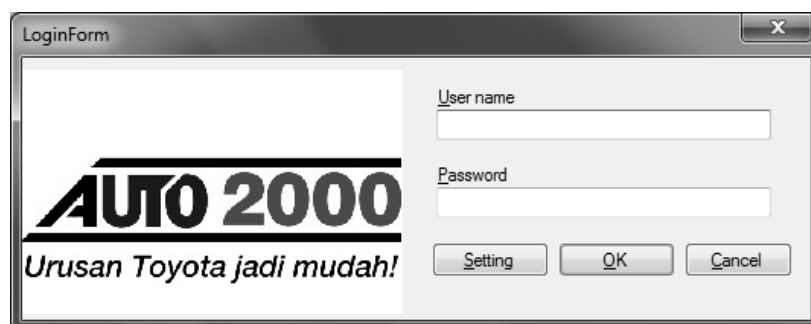 LoginForm
User name
Password
AUTO 2000
Urusan Toyota jadi mudah!
Setting
OK
Cancel